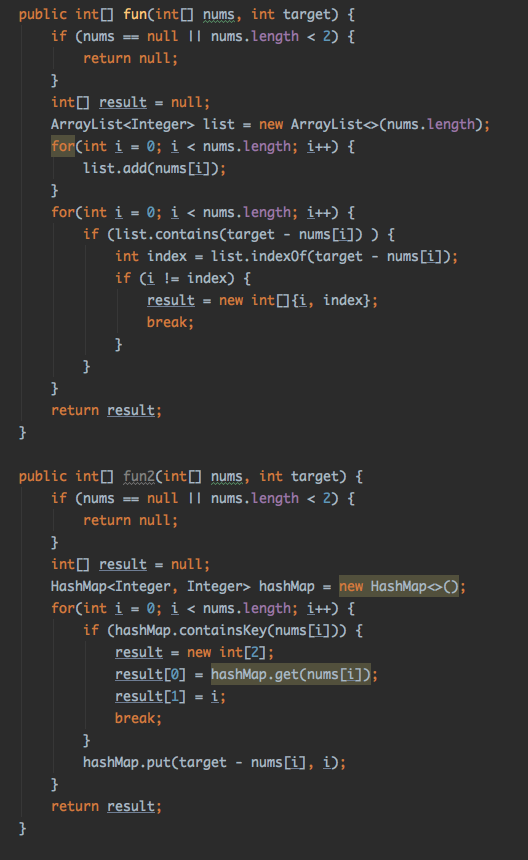 public int[] fun(int[] nums, int target) {
    if (nums == null || nums.length < 2) {
        return null;
    }
    int[] result = null;
    ArrayList<Integer> list = new ArrayList<>(nums.length);
    for(int i = 0; i < nums.length; i++) {
        list.add(nums[i]);
    }
    for(int i = 0; i < nums.length; i++) {
        if (list.contains(target - nums[i]) ) {
            int index = list.indexOf(target - nums[i]);
            if (i != index) {
                result = new int[]{i, index};
                break;
            }
        }
    }
    return result;
}

public int[] fun2(int[] nums, int target) {
    if (nums == null || nums.length < 2) {
        return null;
    }
    int[] result = null;
    HashMap<Integer, Integer> hashMap = new HashMap<>();
    for(int i = 0; i < nums.length; i++) {
        if (hashMap.containsKey(nums[i])) {
            result = new int[2];
            result[0] = hashMap.get(nums[i]);
            result[1] = i;
            break;
        }
        hashMap.put(target - nums[i], i);
    }
    return result;
}